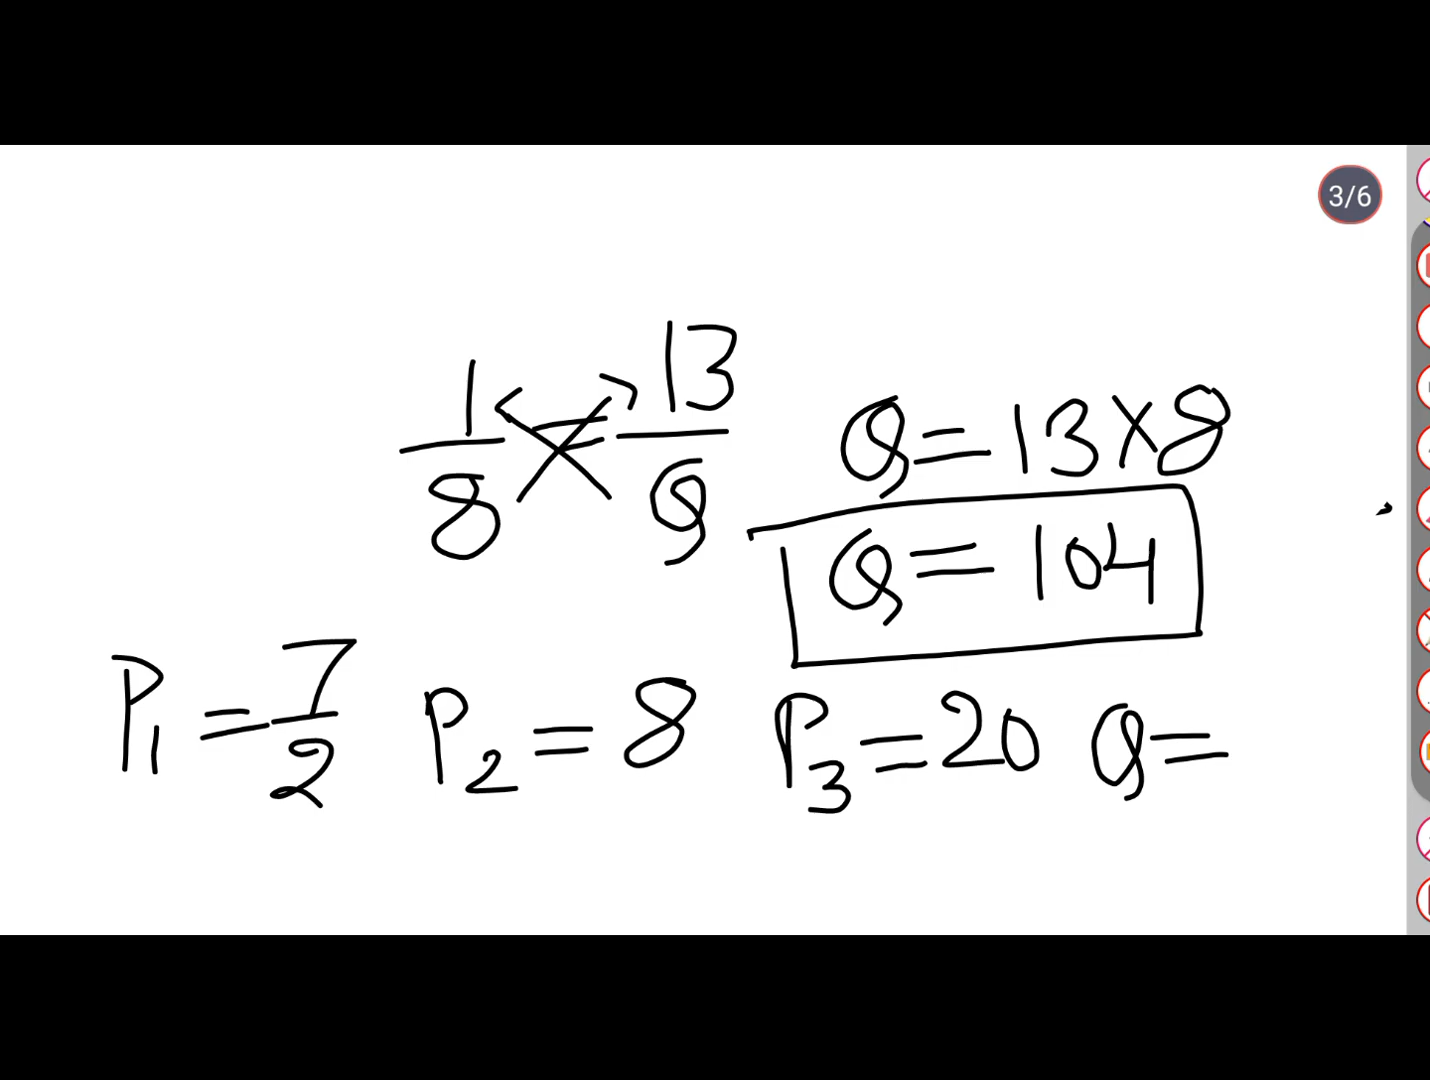 3/6
1/8 = 13/Q
Q = 13 × 8
Q = 104
P1 = 7/2 P2 = 8 P3 = 20 Q =